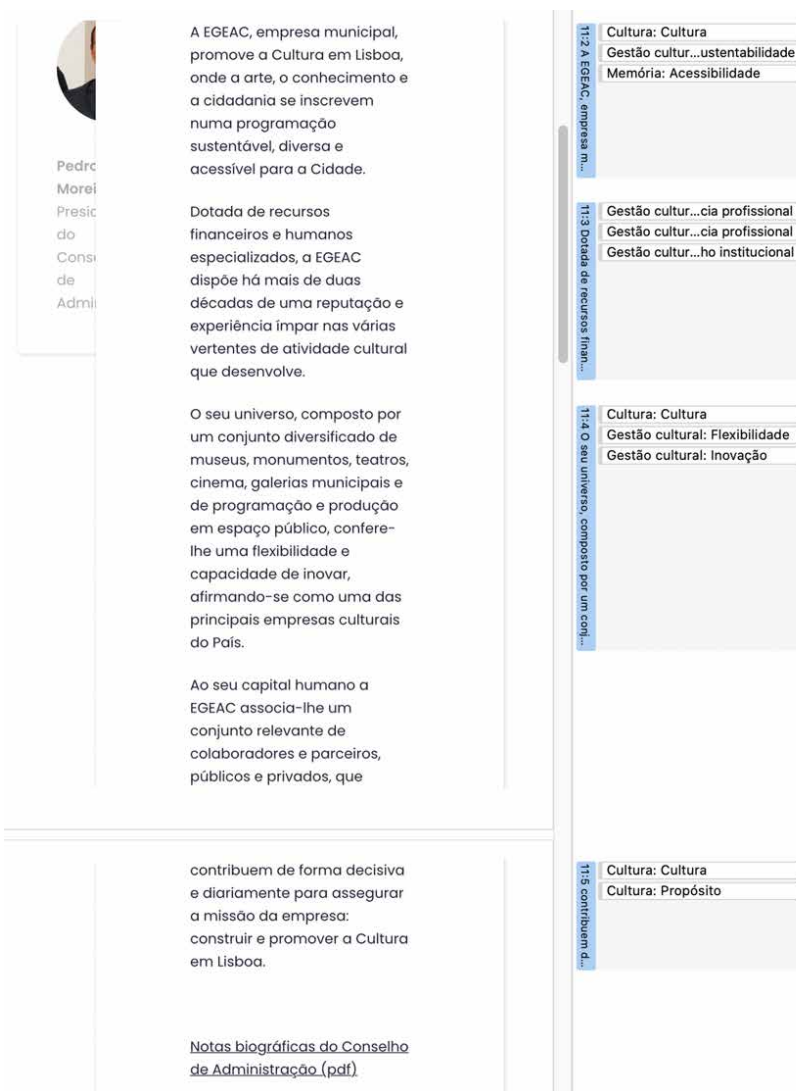 A EGEAC, empresa municipal,
promove a Cultura em Lisboa,
onde a arte, o conhecimento e
a cidadania se inscrevem
numa programação
sustentável, diversa e
acessível para a Cidade.
Dotada de recursos
financeiros e humanos
especializados, a EGEAC
dispõe há mais de duas
décadas de uma reputação e
experiência ímpar nas várias
vertentes de atividade cultural
que desenvolve.
O seu universo, composto por
um conjunto diversificado de
museus, monumentos, teatros,
cinema, galerias municipais e
de programação e produção
em espaço público, confere-
lhe uma flexibilidade e
capacidade de inovar,
afirmando-se como uma das
principais empresas culturais
do País.
Ao seu capital humano a
EGEAC associa-lhe um
conjunto relevante de
colaboradores e parceiros,
públicos e privados, que
contribuem de forma decisiva
e diariamente para assegurar
a missão da empresa:
construir e promover a Cultura
em Lisboa.
Notas biográficas do Conselho
de Administração (pdf)
Pedro
Morei
Presid
do
Conse
de
Admi
11:2 A EGEAC, empresa m...
Cultura: Cultura
Gestão cultur...ustentabilidade
Memória: Acessibilidade
11:3 Dotada de recursos finan...
Gestão cultur...cia profissional
Gestão cultur...cia profissional
Gestão cultur...ho institucional
11:4 O seu universo, composto por um conj...
Cultura: Cultura
Gestão cultural: Flexibilidade
Gestão cultural: Inovação
11:5 contribuem d...
Cultura: Cultura
Cultura: Propósito